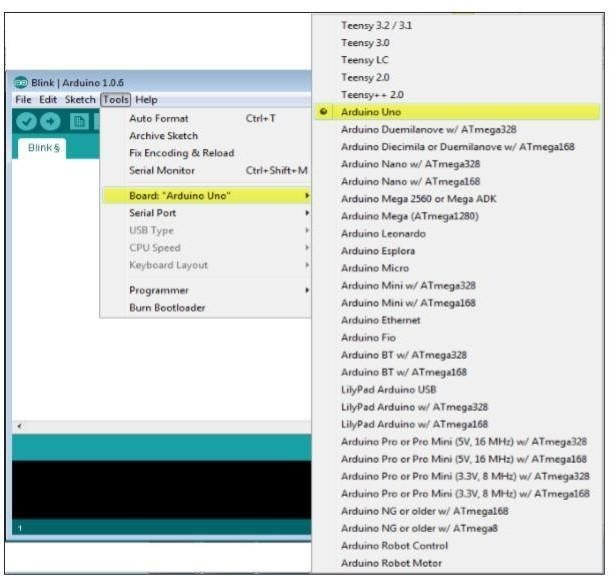 Blink | Arduino 1.0.6
File Edit Sketch Tools Help
Blink §
Auto Format Ctrl+T
Archive Sketch
Fix Encoding & Reload
Serial Monitor Ctrl+Shift+M
Board: "Arduino Uno"
Serial Port
USB Type
CPU Speed
Keyboard Layout
Programmer
Burn Bootloader
1
Teensy 3.2 / 3.1
Teensy 3.0
Teensy LC
Teensy 2.0
Teensy++ 2.0
Arduino Uno
Arduino Duemilanove w/ ATmega328
Arduino Diecimila or Duemilanove w/ ATmega168
Arduino Nano w/ ATmega328
Arduino Nano w/ ATmega168
Arduino Mega 2560 or Mega ADK
Arduino Mega (ATmega1280)
Arduino Leonardo
Arduino Esplora
Arduino Micro
Arduino Mini w/ ATmega328
Arduino Mini w/ ATmega168
Arduino Ethernet
Arduino Fio
Arduino BT w/ ATmega328
Arduino BT w/ ATmega168
LilyPad Arduino USB
LilyPad Arduino w/ ATmega328
LilyPad Arduino w/ ATmega168
Arduino Pro or Pro Mini (5V, 16 MHz) w/ ATmega328
Arduino Pro or Pro Mini (5V, 16 MHz) w/ ATmega168
Arduino Pro or Pro Mini (3.3V, 8 MHz) w/ ATmega328
Arduino Pro or Pro Mini (3.3V, 8 MHz) w/ ATmega168
Arduino NG or older w/ ATmega168
Arduino NG or older w/ ATmega8
Arduino Robot Control
Arduino Robot Motor